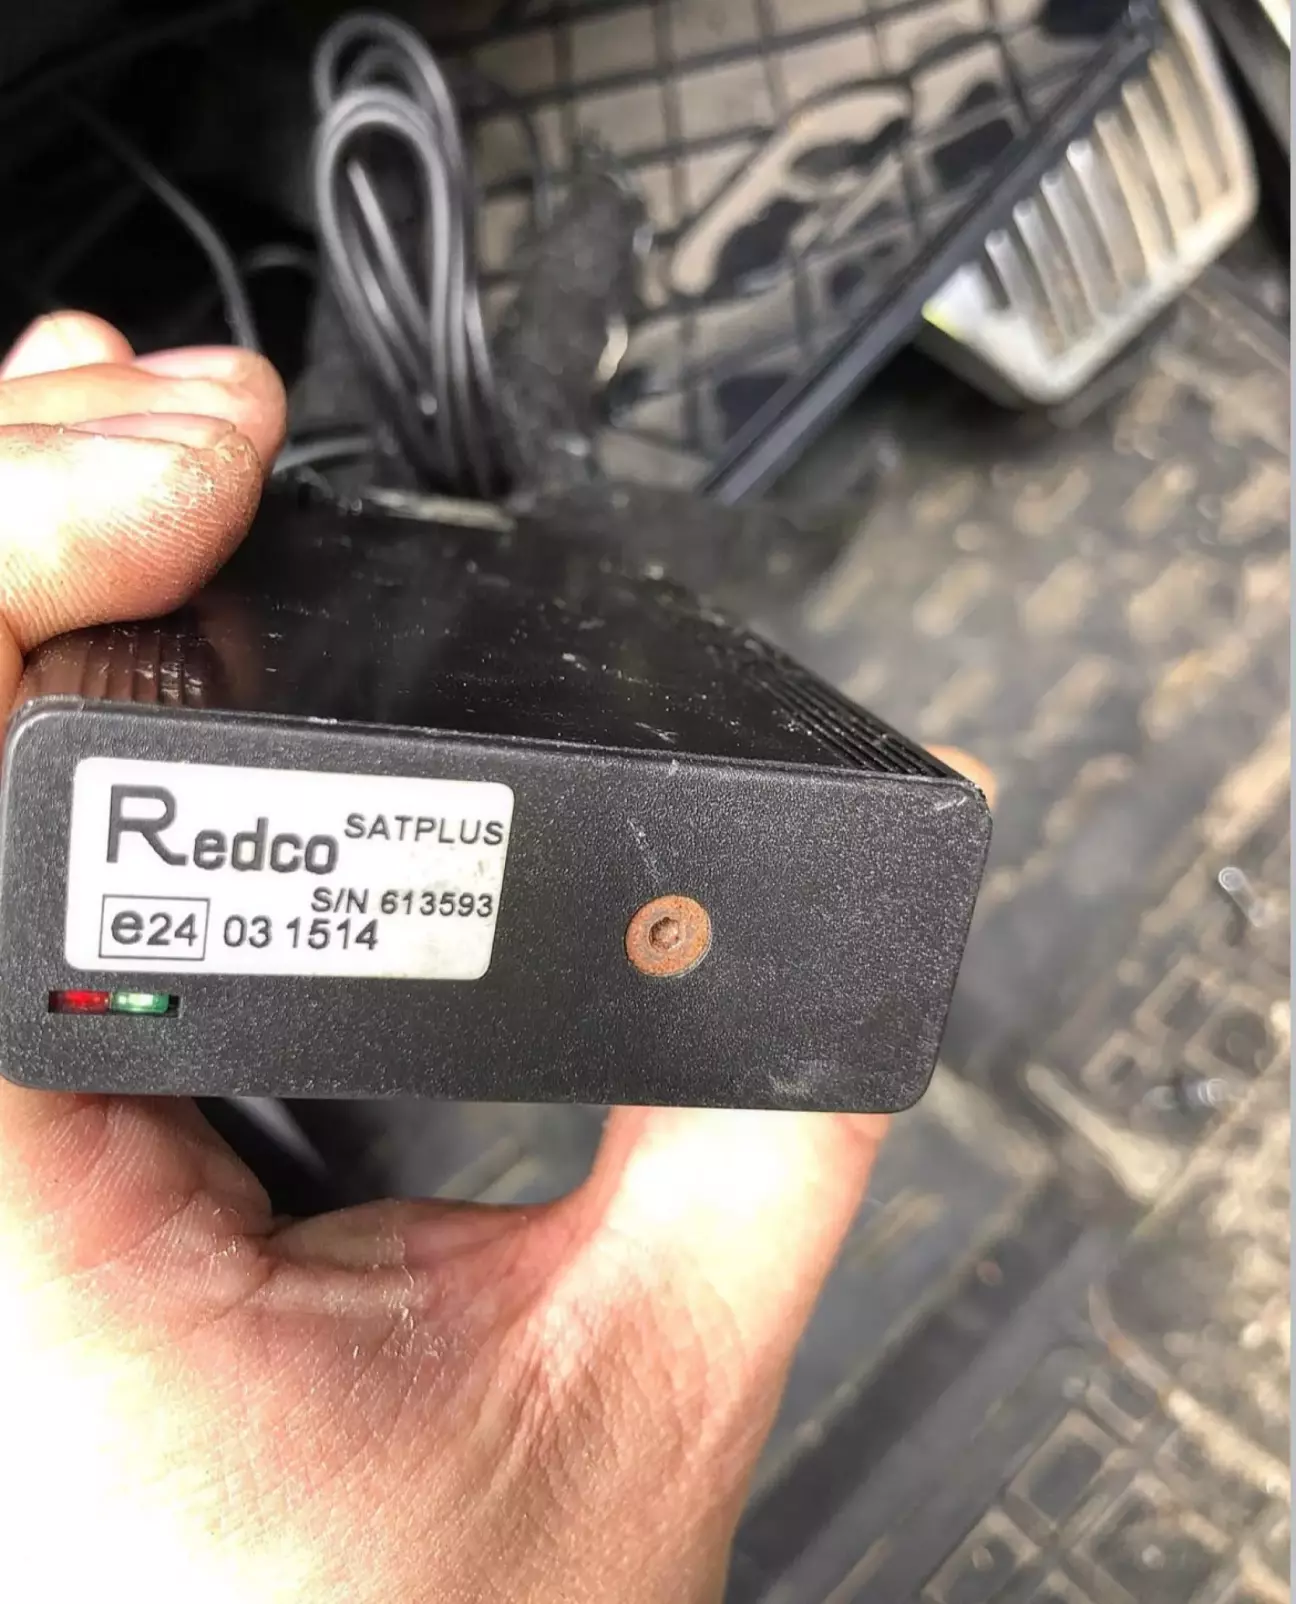 Redco SATPLUS
S/N 613593
e24 03 1514